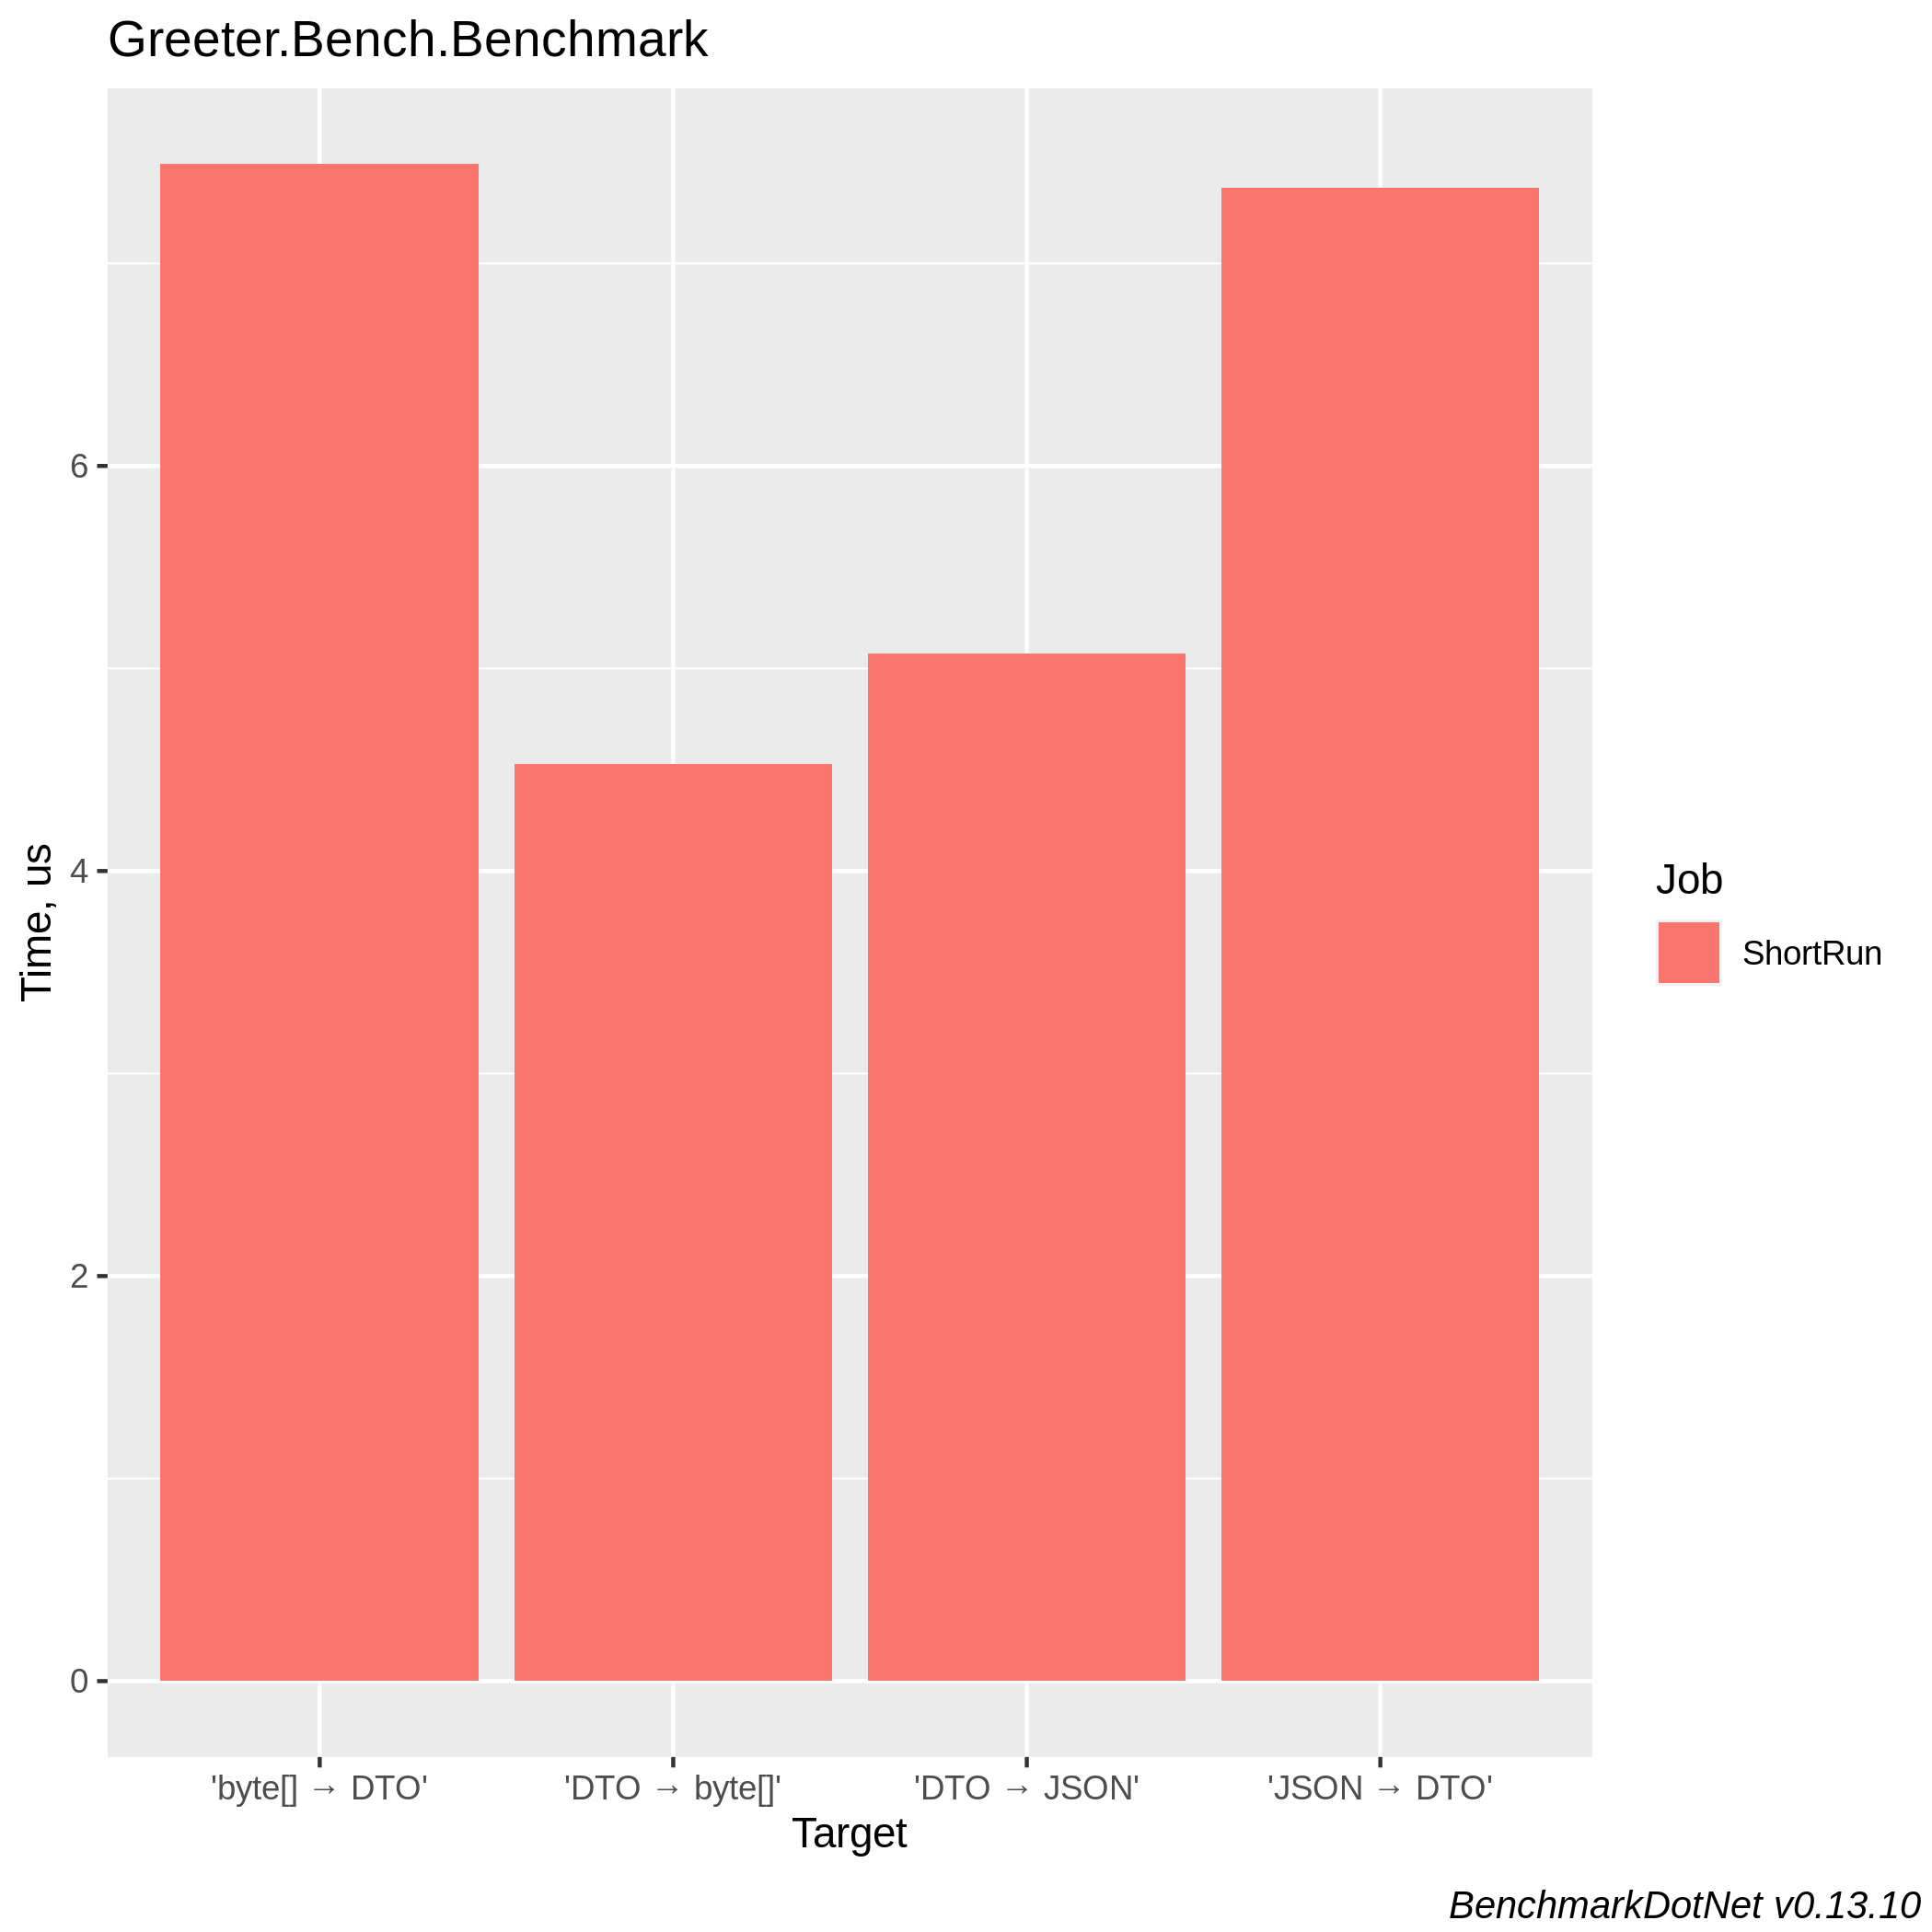 Greeter.Bench.Benchmark
Time, us
6
4
2
0
'byte[] → DTO'
'DTO → byte[]'
'DTO → JSON'
'JSON → DTO'
Target
Job
ShortRun
BenchmarkDotNet v0.13.10